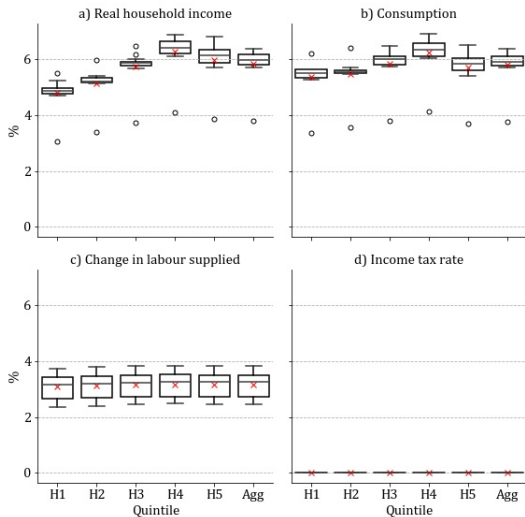 a) Real household income
b) Consumption
%
6
4
2
0
c) Change in labour supplied
d) Income tax rate
%
6
4
2
0
H1 H2 H3 H4 H5 Agg
H1 H2 H3 H4 H5 Agg
Quintile
Quintile